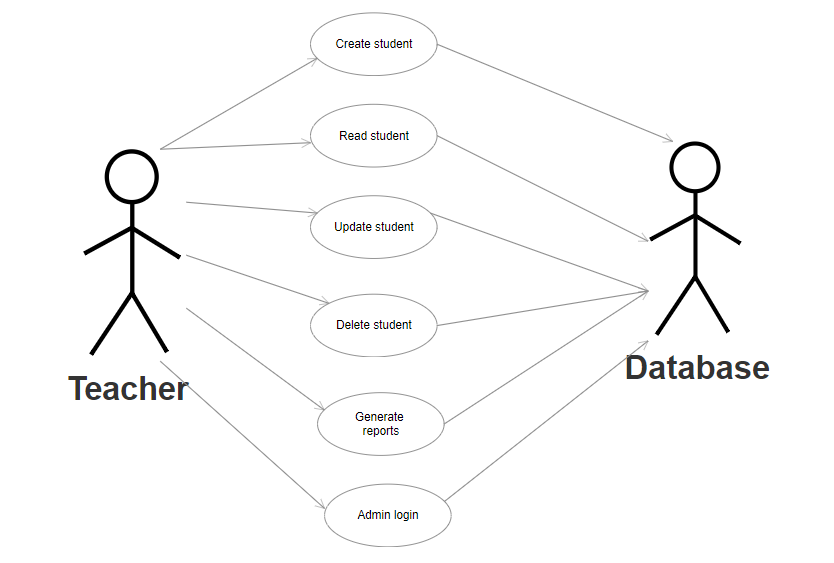 Create student
Read student
Update student
Delete student
Generate
reports
Admin login
Teacher
Database